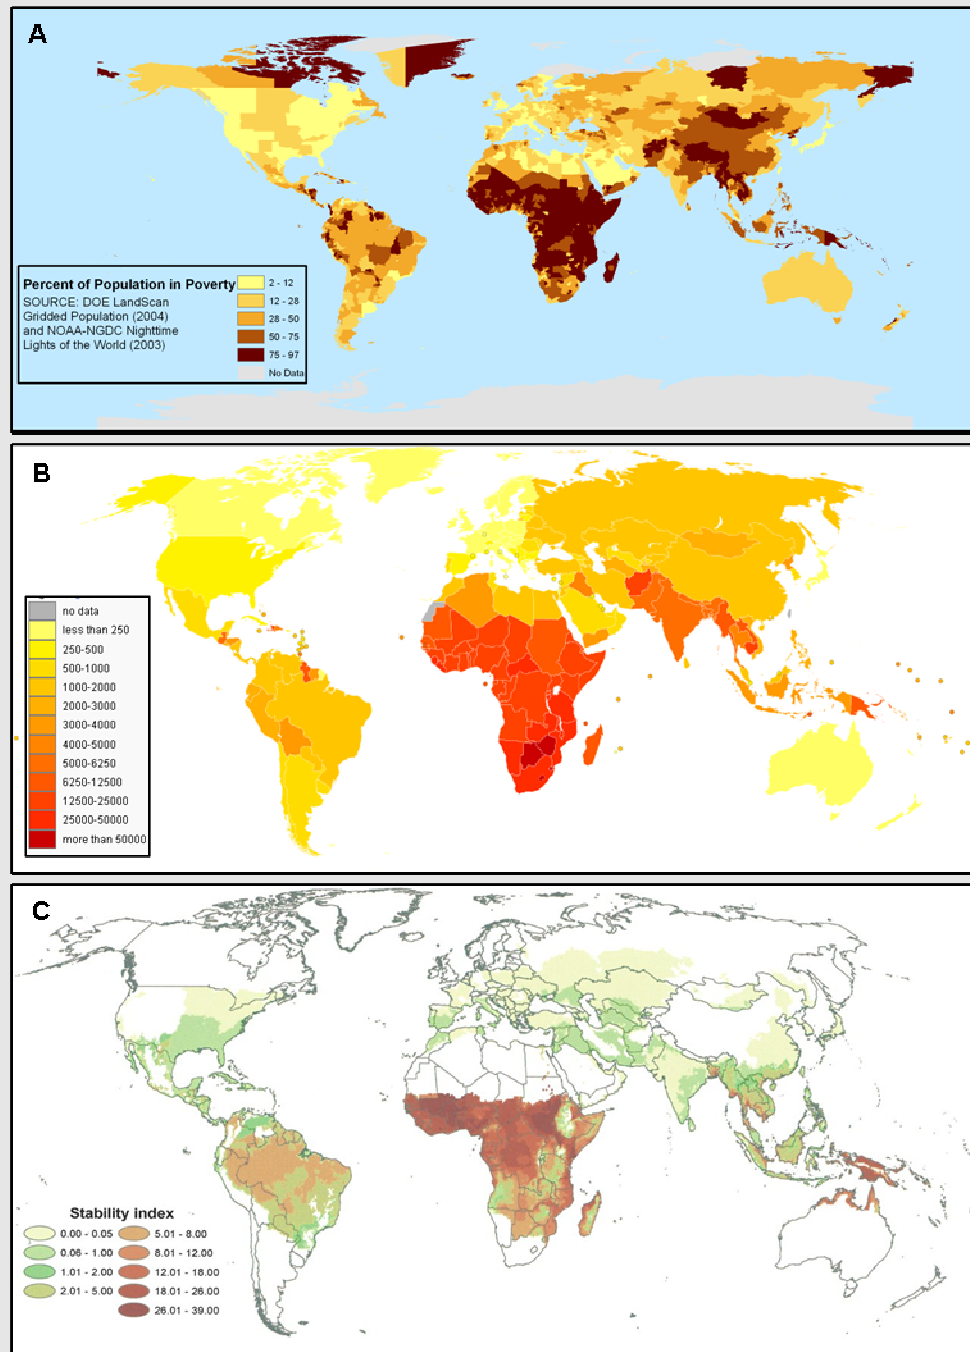 A
Percent of Population in Poverty
SOURCE: DOE LandScan
Gridded Population (2004)
and NOAA-NGDC Nighttime
Lights of the World (2003)
2 - 12
12 - 28
28 - 50
50 - 75
75 - 97
No Data
B
no data
less than 250
250-500
500-1000
1000-2000
2000-3000
3000-4000
4000-5000
5000-6250
6250-12500
12500-25000
25000-50000
more than 50000
C
Stability index
0.00 - 0.05
0.06 - 1.00
1.01 - 2.00
2.01 - 5.00
5.01 - 8.00
8.01 - 12.00
12.01 - 18.00
18.01 - 26.00
26.01 - 39.00